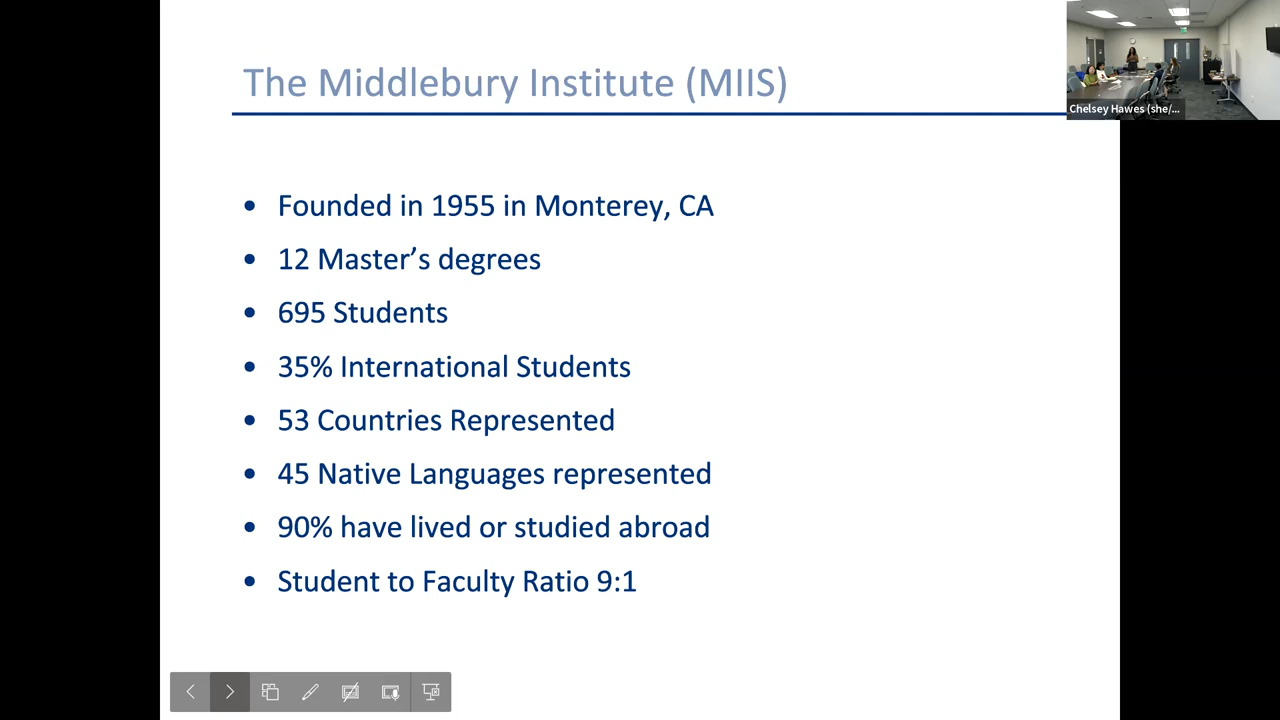 The Middlebury Institute (MIIS)
Chelsey Hawes (she/...
• Founded in 1955 in Monterey, CA
• 12 Master’s degrees
• 695 Students
• 35% International Students
• 53 Countries Represented
• 45 Native Languages represented
• 90% have lived or studied abroad
• Student to Faculty Ratio 9:1